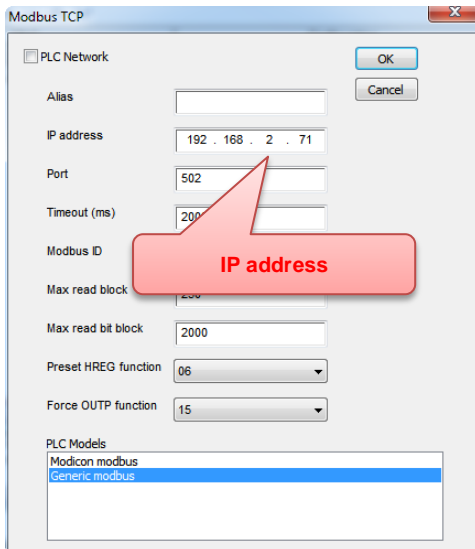 Modbus TCP
PLC Network
OK
Alias
Cancel
IP address 192 . 168 . 2 . 71
Port 502
Timeout (ms)
Modbus ID
IP address
Max read block
Max read bit block 2000
Preset HREG function 06
Force OUTP function 15
PLC Models
Modicon modbus
Generic modbus